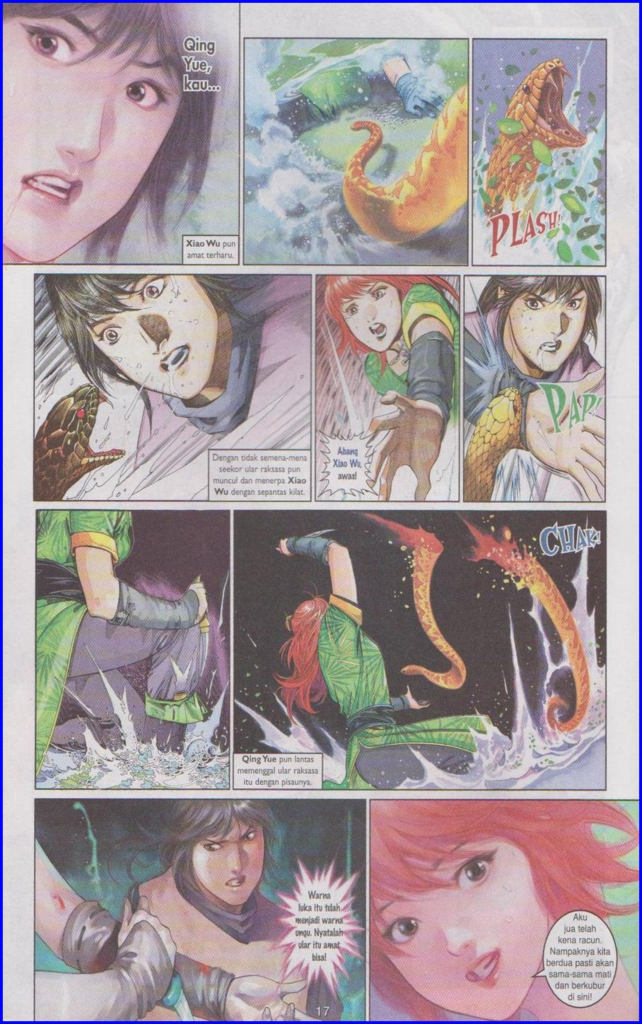 Qing
Yue,
kau...
Xiao Wu pun
amat terharu.
PLASH!
Dengan tidak semena-mena
seekor ular raksasa pun
muncul dan menerpa Xiao
Wu dengan sepantas kilat.
Abang
Xiao Wu,
awas!
PAP!
CHAK!
Qing Yue pun lantas
memenggal ular raksasa
itu dengan pisaunya.
Warna
luka itu telah
menjadi warna
ungu. Nyatalah
ular itu amat
bisa!
Aku
jua telah
kena racun.
Nampaknya kita
berdua pasti akan
sama-sama mati
dan berkubur
di sini!
17